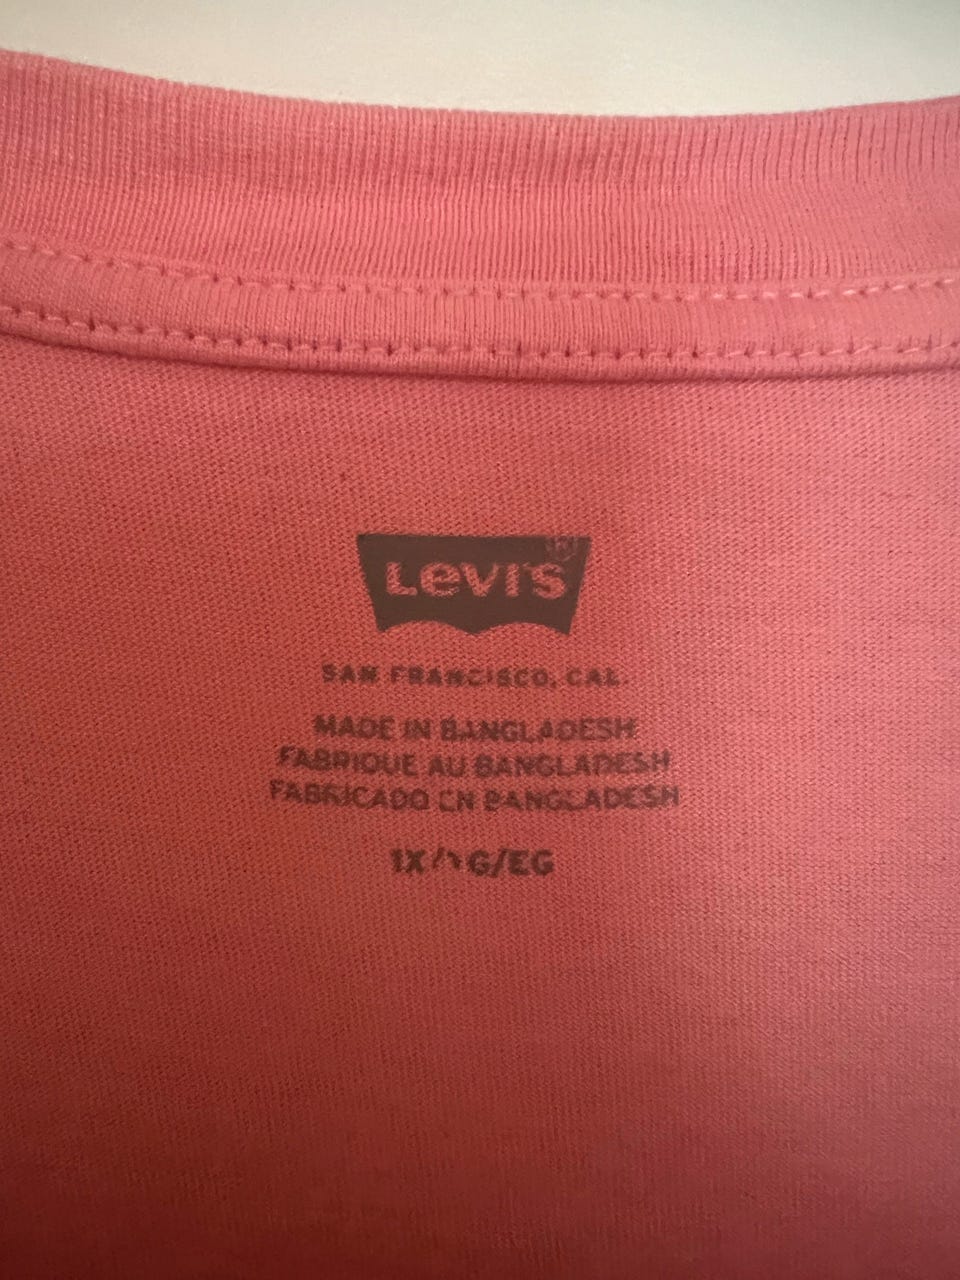 LEVI'S
SAN FRANCISCO, CAL.
MADE IN BANGLADESH
FABRIQUE AU BANGLADESH
FABRICADO EN BANGLADESH
1X/ G/EG